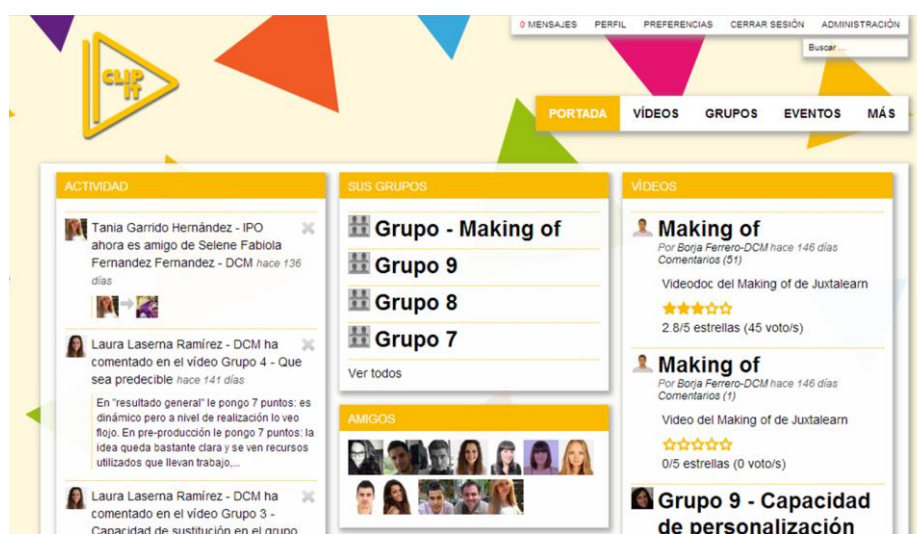 0 MENSAJES PERFIL PREFERENCIAS CERRAR SESIÓN ADMINISTRACIÓN
Buscar...
CLIP
IT
PORTADA VÍDEOS GRUPOS EVENTOS MÁS
ACTIVIDAD
Tania Garrido Hernández - IPO
ahora es amigo de Selene Fabiola
Fernandez Fernandez - DCM hace 136
días
Laura Laserna Ramírez - DCM ha
comentado en el vídeo Grupo 4 - Que
sea predecible hace 141 días
En "resultado general" le pongo 7 puntos: es
dinámico pero a nivel de realización lo veo
flojo. En pre-producción le pongo 7 puntos: la
idea queda bastante clara y se ven recursos
utilizados que llevan trabajo,...
Laura Laserna Ramírez - DCM ha
comentado en el vídeo Grupo 3 -
Capacidad de sustitución en el grupo
SUS GRUPOS
Grupo - Making of
Grupo 9
Grupo 8
Grupo 7
Ver todos
AMIGOS
VÍDEOS
Making of
Por Borja Ferrero-DCM hace 146 días
Comentarios (51)
Videodoc del Making of de Juxtalearn
2.8/5 estrellas (45 voto/s)
Making of
Por Borja Ferrero-DCM hace 146 días
Comentarios (1)
Video del Making of de Juxtalearn
0/5 estrellas (0 voto/s)
Grupo 9 - Capacidad
de personalización